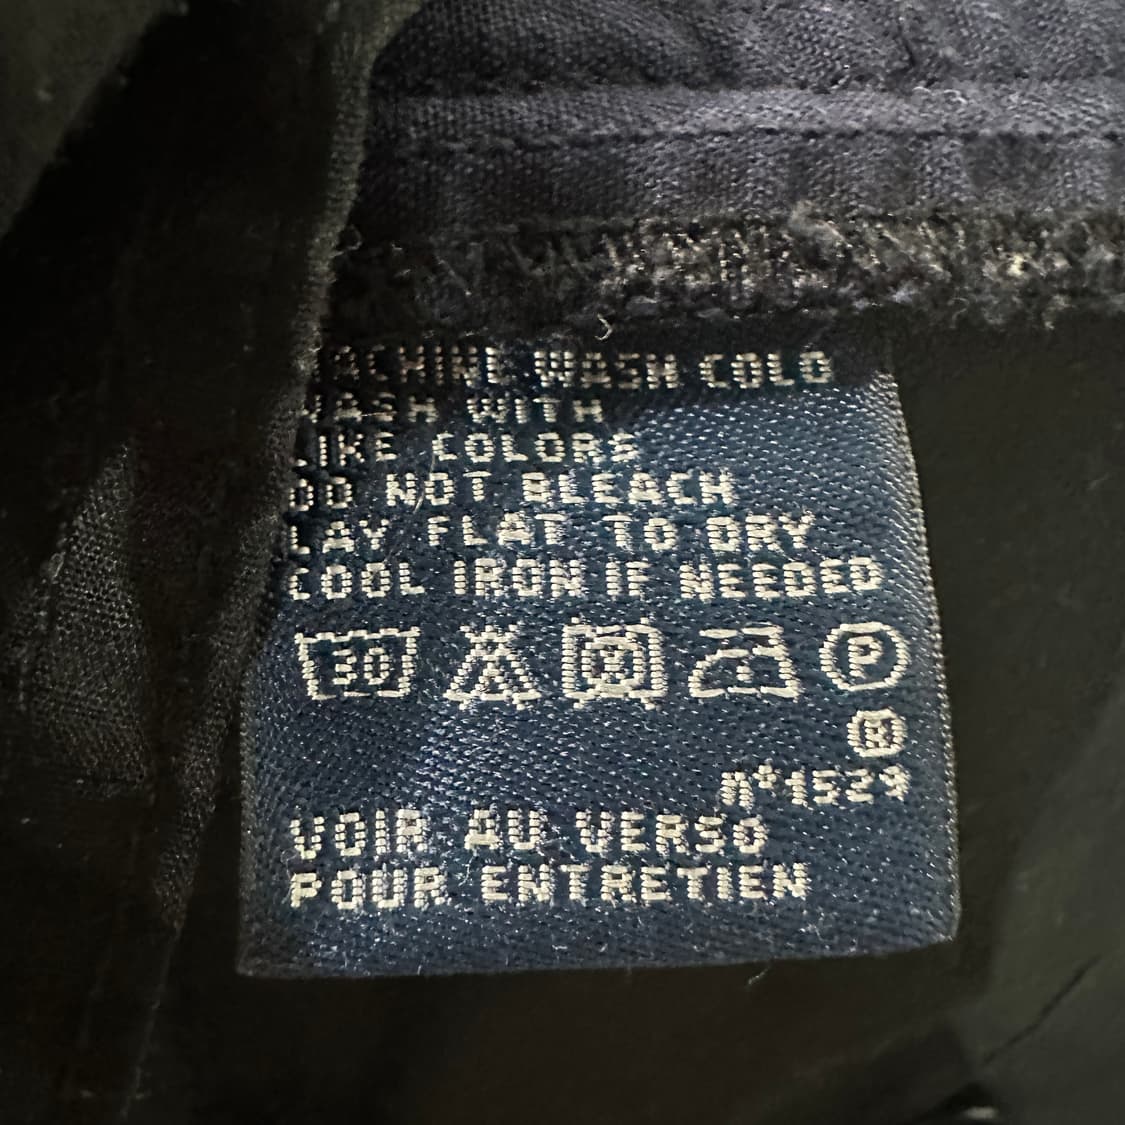 MACHINE WASH COLD
WASH WITH
LIKE COLORS
DO NOT BLEACH
LAY FLAT TO DRY
COOL IRON IF NEEDED
30 P
R
n°1529
VOIR AU VERSO
POUR ENTRETIEN